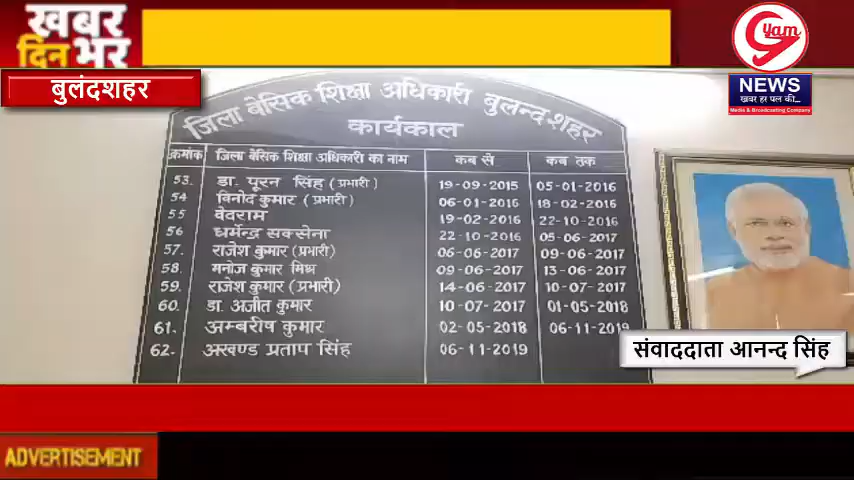 खबर
दिन भर
बुलंदशहर
Gyam
NEWS
खबर हर पल की...
Media & Broadcasting Company
जिला बेसिक शिक्षा अधिकारी बुलन्दशहर
कार्यकाल
क्रमांक जिला बेसिक शिक्षा अधिकारी का नाम कब से कब तक
53. डा. पूरन सिंह (प्रभारी) 19-09-2015 05-01-2016
54 विनोद कुमार (प्रभारी) 06-01-2016 18-02-2016
55 वेदराम 19-02-2016 22-10-2016
56 धर्मेन्द्र सक्सेना 22-10-2016 05-06-2017
57. राजेश कुमार (प्रभारी) 06-06-2017 09-06-2017
58. मनोज कुमार मिश्र 09-06-2017 13-06-2017
59. राजेश कुमार (प्रभारी) 14-06-2017 10-07-2017
60. डा. अजीत कुमार 10-07-2017 01-05-2018
61. अम्बरीष कुमार 02-05-2018 06-11-2019
62. अखण्ड प्रताप सिंह 06-11-2019
संवाददाता आनन्द सिंह
ADVERTISEMENT